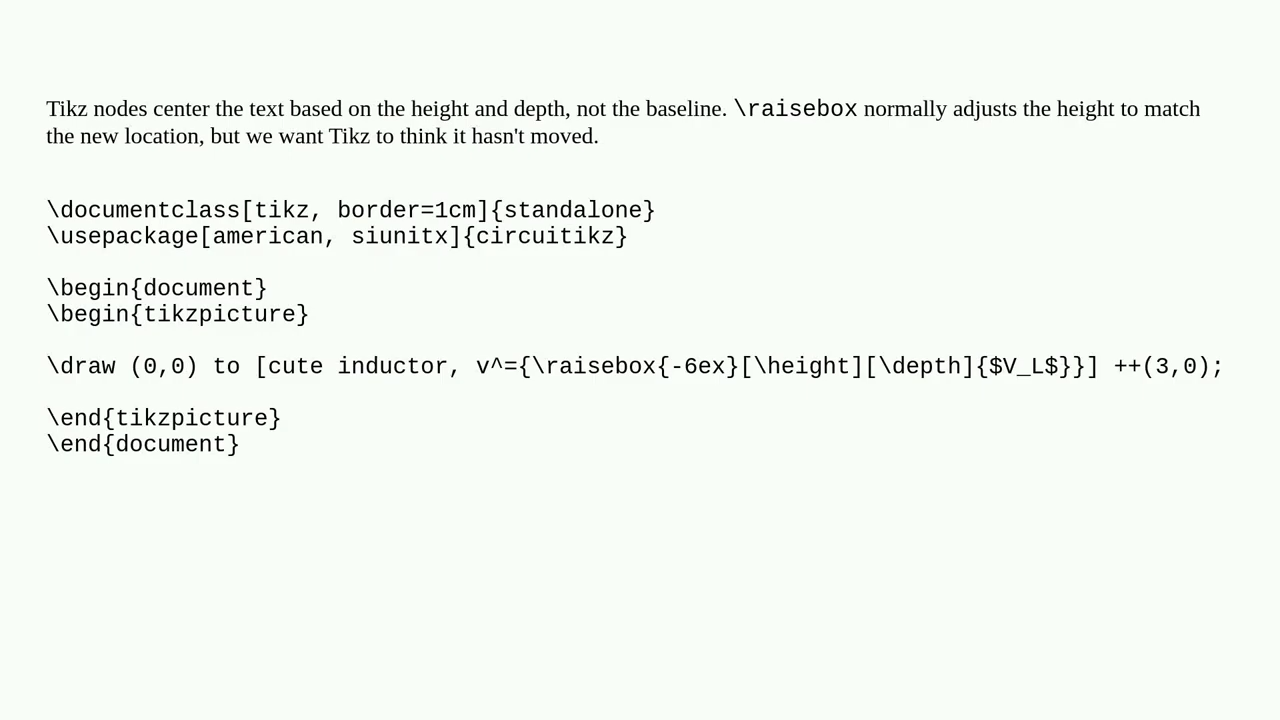 Tikz nodes center the text based on the height and depth, not the baseline. \raisebox normally adjusts the height to match
the new location, but we want Tikz to think it hasn't moved.
\documentclass[tikz, border=1cm]{standalone}
\usepackage[american, siunitx]{circuitikz}
\begin{document}
\begin{tikzpicture}
\draw (0,0) to [cute inductor, v^={\raisebox{-6ex}[\height][\depth]{$V_L$}}] ++(3,0);
\end{tikzpicture}
\end{document}